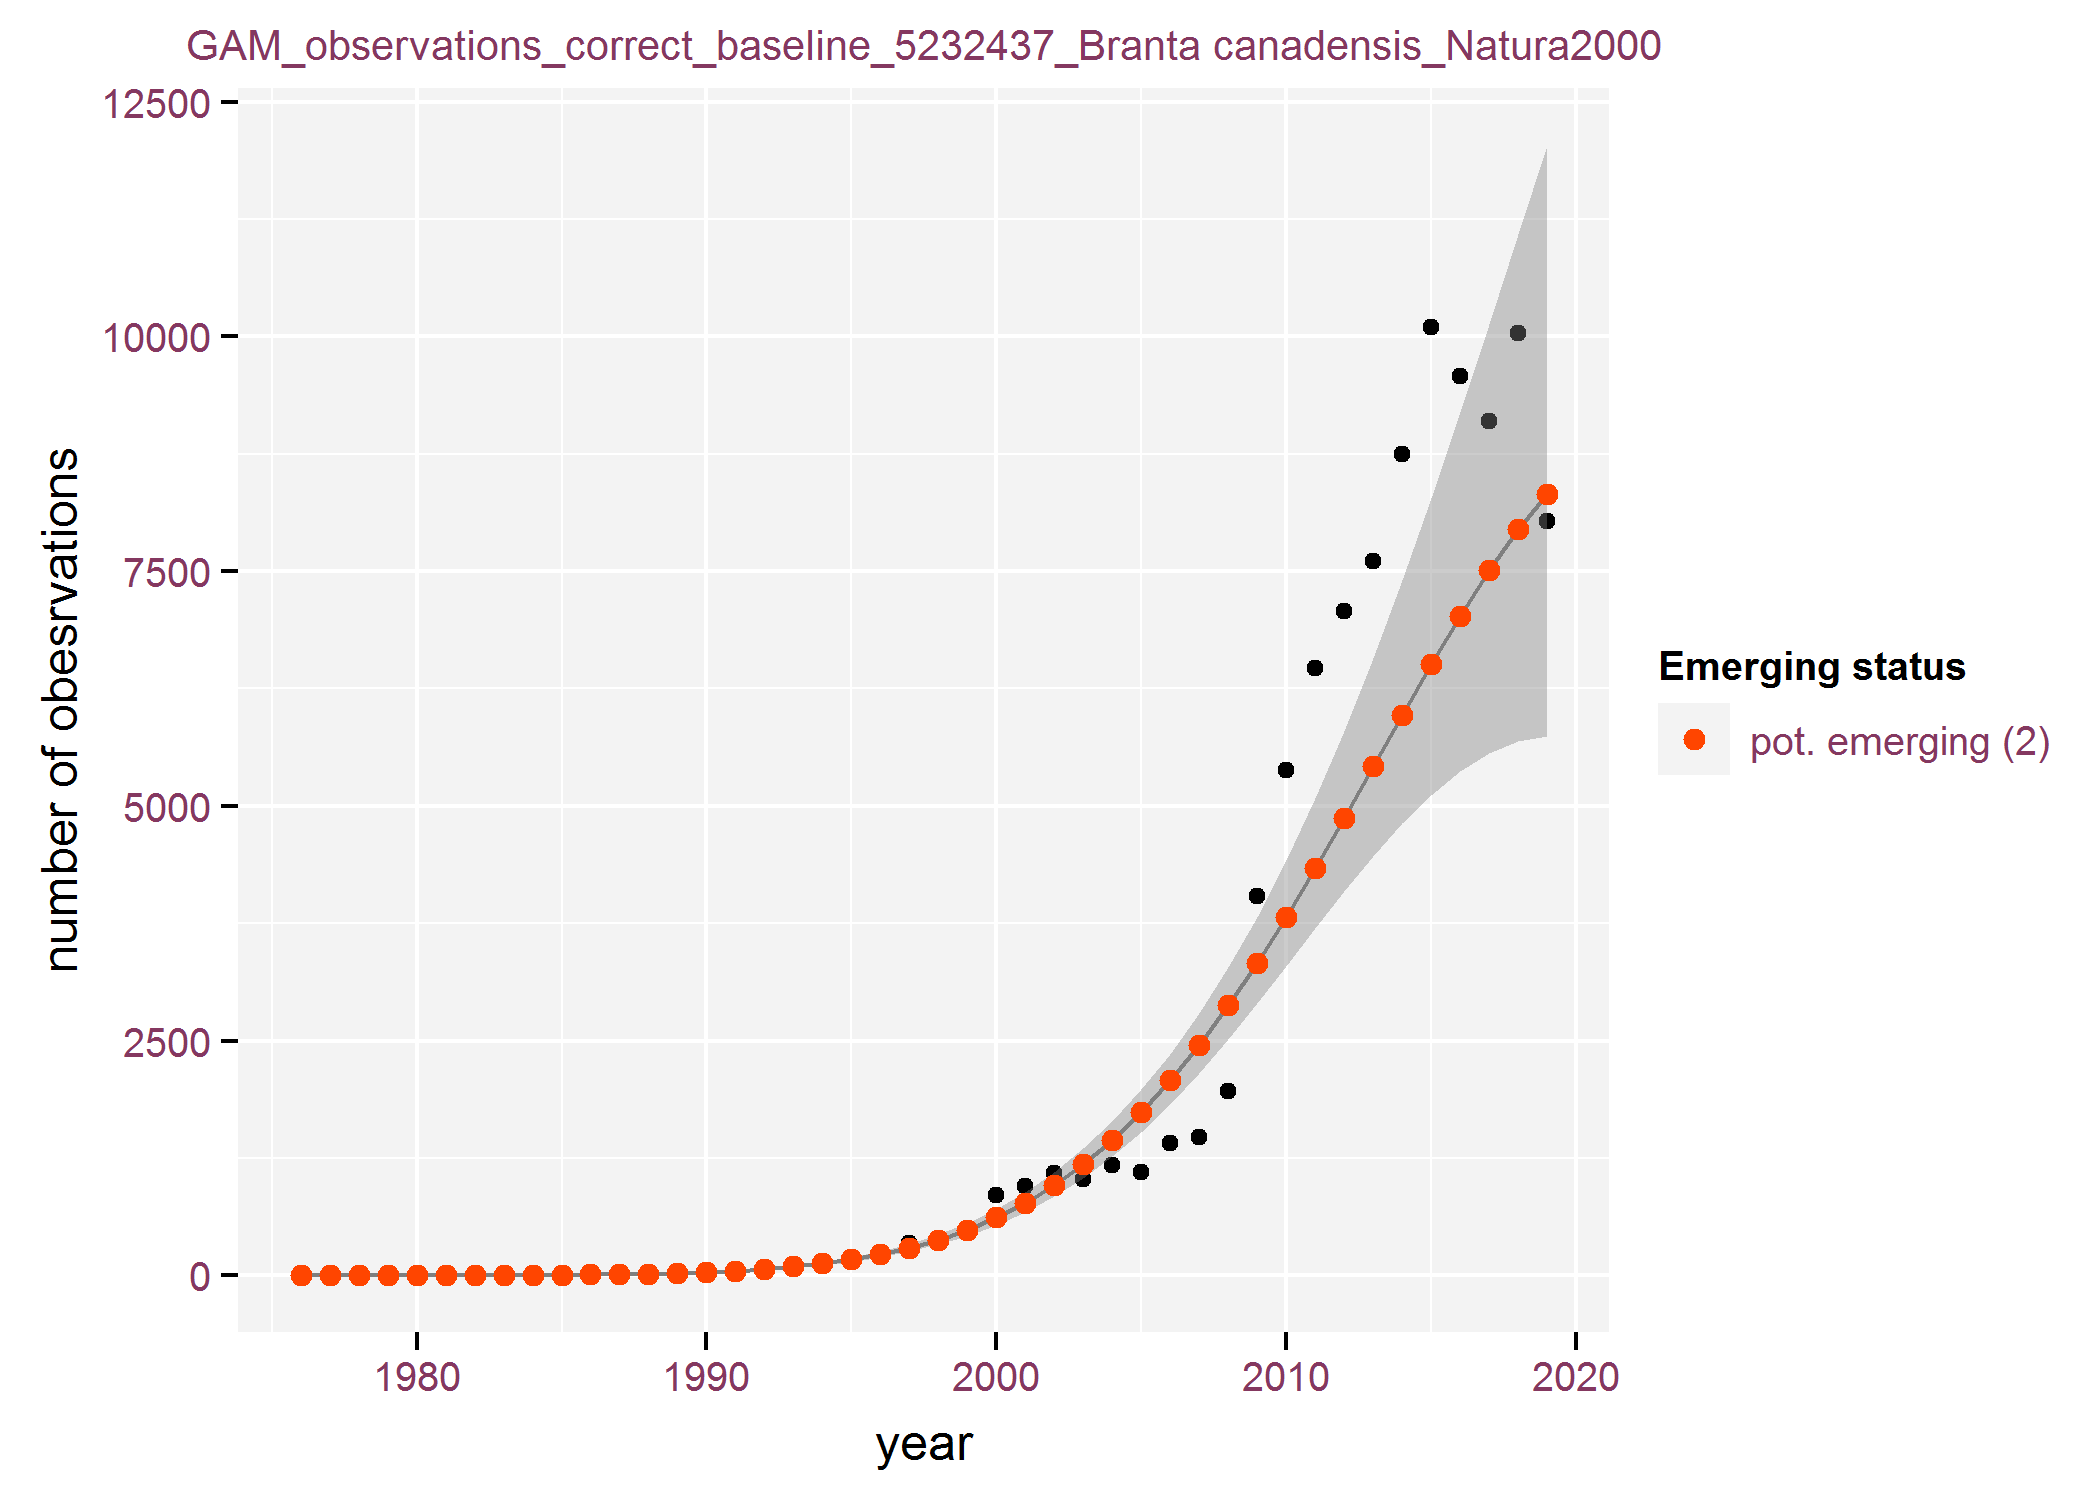 GAM_observations_correct_baseline_5232437_Branta canadensis_Natura2000
12500
10000
7500
5000
2500
0
number of obesrvations
1980
1990
2000
2010
2020
year
Emerging status
pot. emerging (2)